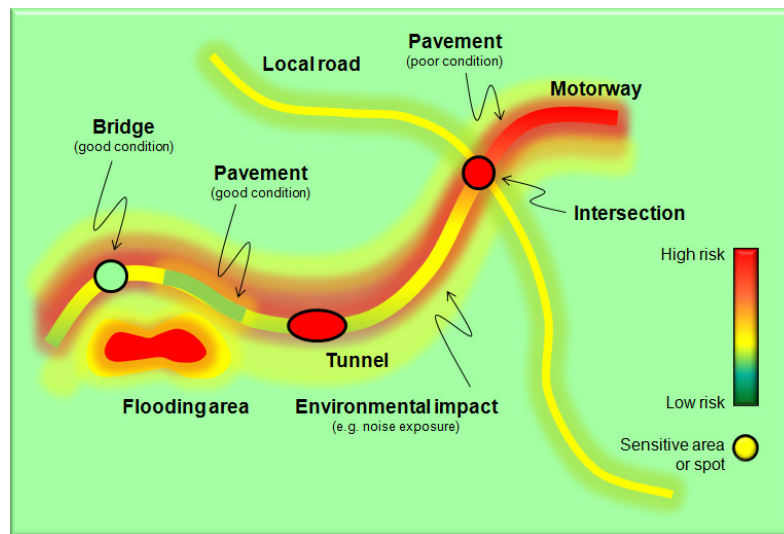 Local road
Pavement
(poor condition)
Motorway
Bridge
(good condition)
Pavement
(good condition)
Intersection
High risk
Low risk
Tunnel
Flooding area
Environmental impact
(e.g. noise exposure)
Sensitive area
or spot